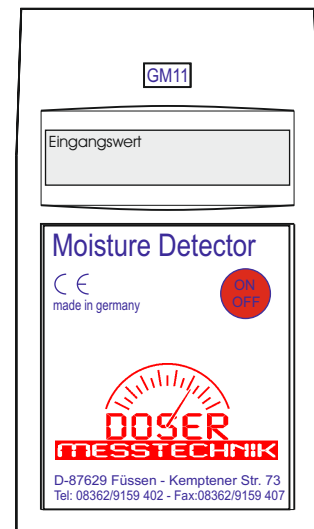 GM11
Eingangswert
Moisture Detector
CE
made in germany
ON
OFF
DOSER
MESSTECHNIK
D-87629 Füssen - Kemptener Str. 73
Tel: 08362/9159 402 - Fax:08362/9159 407